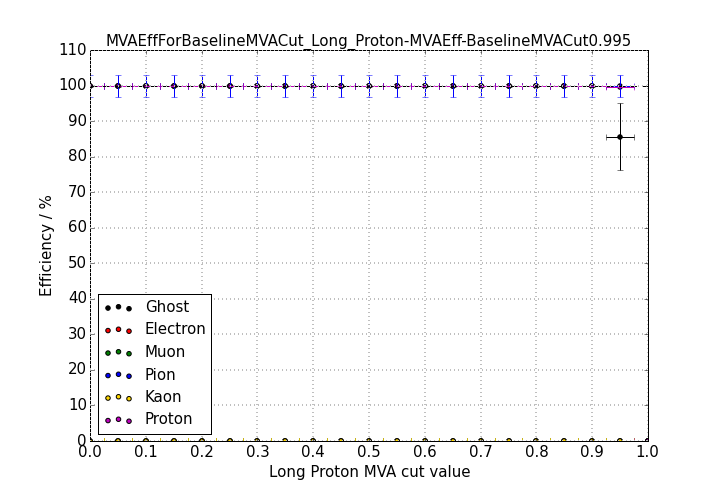 MVAEffForBaselineMVACut_Long_Proton-MVAEff-BaselineMVACut0.995
110
100
90
80
70
60
50
40
30
20
10
0
Efficiency / %
Ghost
Electron
Muon
Pion
Kaon
Proton
0.0 0.1 0.2 0.3 0.4 0.5 0.6 0.7 0.8 0.9 1.0
Long Proton MVA cut value